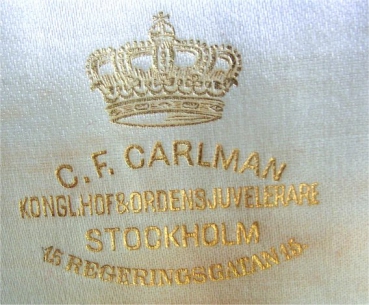 C. F. CARLMAN
KONGL. HOF & ORDENSJUVELERARE
STOCKHOLM
15 REGERINGSGATAN 15